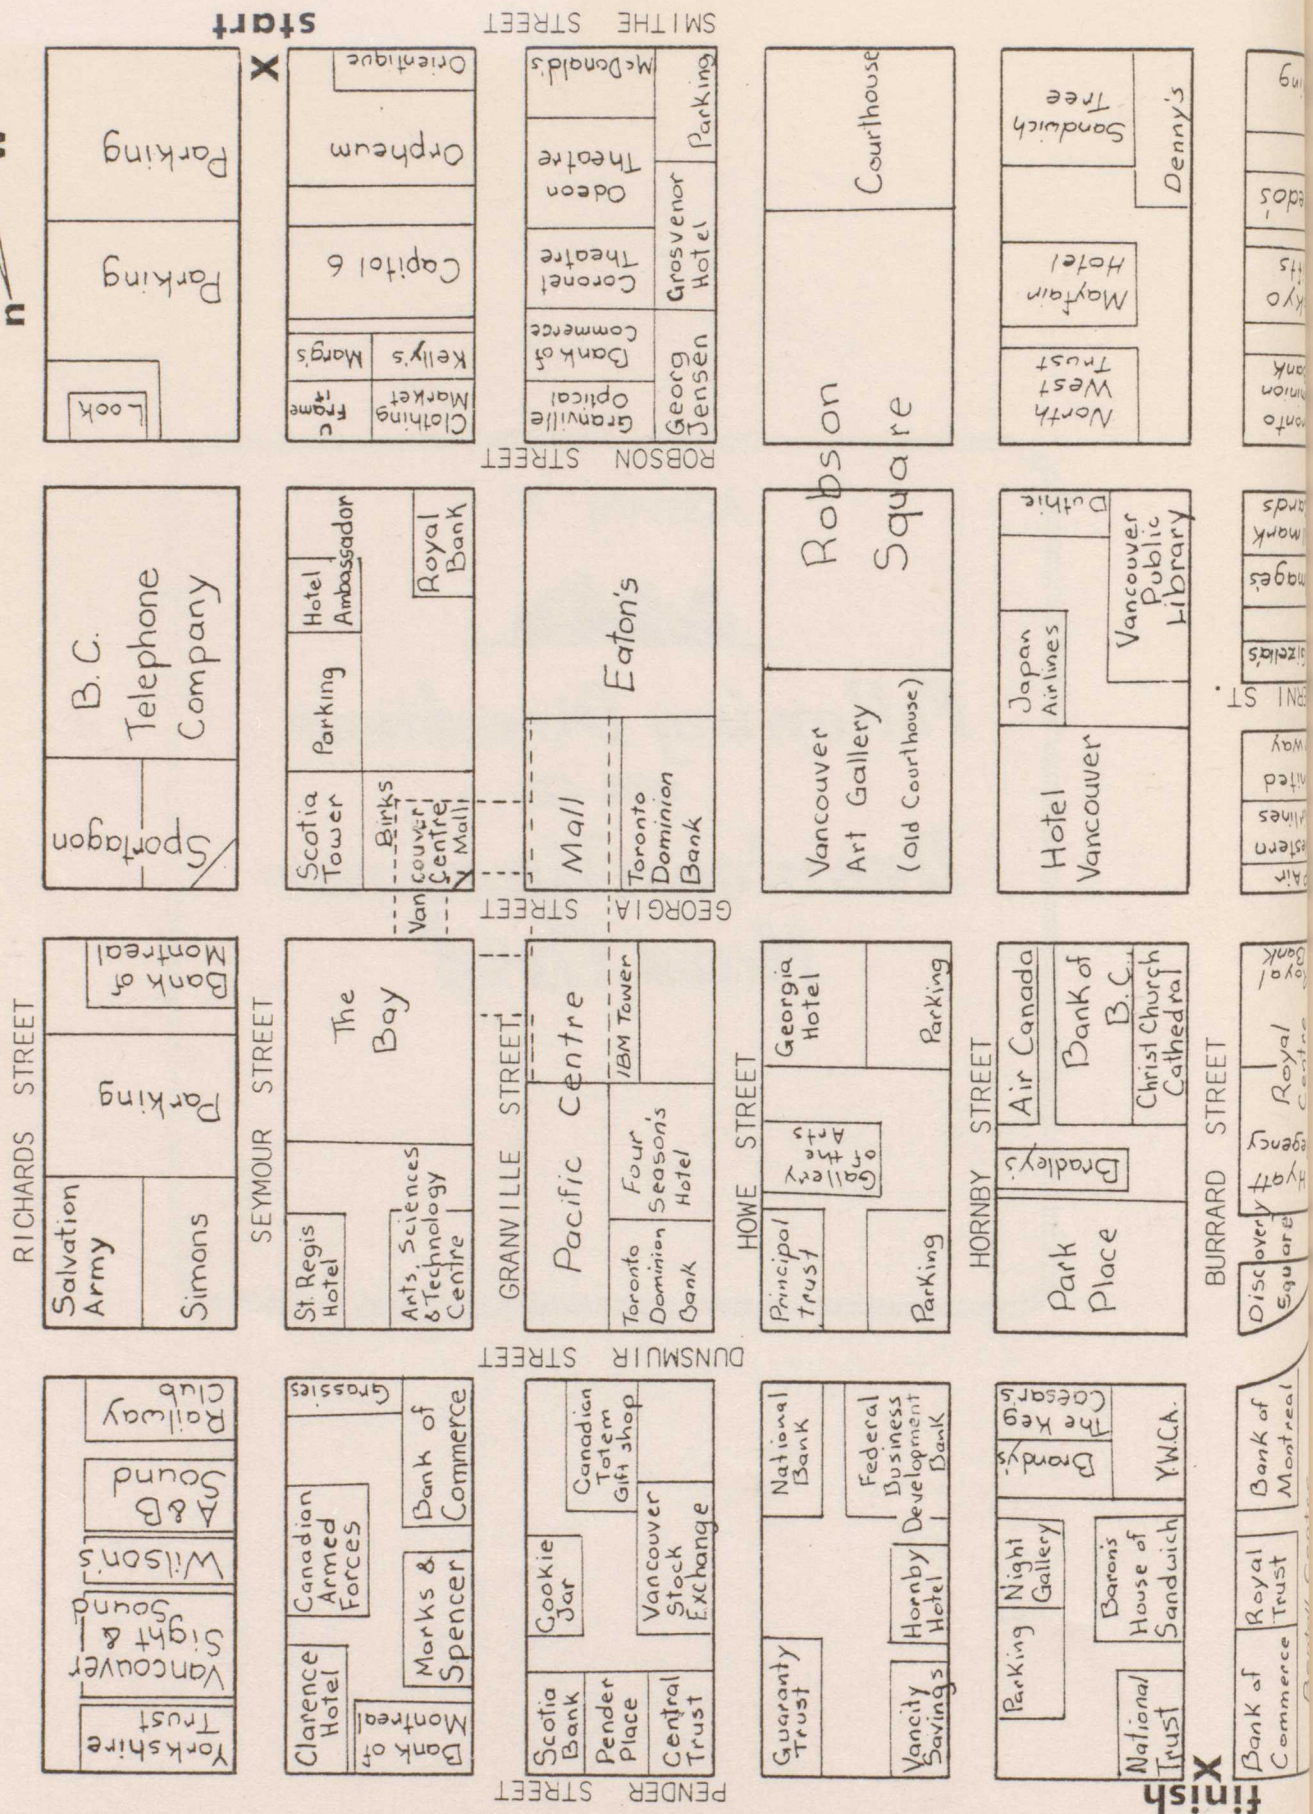 start
X
SMITHE STREET
n
Parking
Parking
Look
Orientique
Orpheum
Capitol 6
Marg's
Kelly's
Frame it
Clothing
Market
McDonald's
Odeon
Theatre
Coronet
Theatre
Bank of
Commerce
Granville
Optical
Parking
Grosvenor
Hotel
Georg
Jensen
Courthouse
Robson
Square
Sandwich
Tree
Denny's
Mayfair
Hotel
North
West
Trust
ROBSON STREET
B.C.
Telephone
Company
Sportagon
Hotel
Ambassador
Royal
Bank
Parking
Scotia
Tower
Birks
Vancouver
Centre
Mall
Eaton's
Mall
Toronto
Dominion
Bank
Vancouver
Art Gallery
(Old Courthouse)
Duthie
Vancouver
Public
Library
Japan
Airlines
Hotel
Vancouver
ST.
GEORGIA STREET
RICHARDS STREET
SEYMOUR STREET
GRANVILLE STREET
HOWE STREET
HORNBY STREET
BURRARD STREET
Bank of
Montreal
Parking
Salvation
Army
Simons
The
Bay
St. Regis
Hotel
Arts, Sciences
& Technology
Centre
Pacific Centre
IBM Tower
Four
Season's
Hotel
Toronto
Dominion
Bank
Georgia
Hotel
Parking
Gallery
of the
Arts
Principal
trust
Parking
Air Canada
Bank of
B.C.
Christ Church
Cathedral
Bradley's
Park
Place
Royal
Bank
Royal
Centre
Hyatt
Discovery
Square
DUNSMUIR STREET
Railway
Club
A & B
Sound
Wilson's
Vancouver
Sight &
Sound
Yorkshire
Trust
Grassies
Bank of
Commerce
Canadian
Armed
Forces
Marks &
Spencer
Clarence
Hotel
Bank of
Montreal
Canadian
Totem
Gift shop
Cookie
Jar
Vancouver
Stock
Exchange
Scotia
Bank
Pender
Place
Central
Trust
National
Bank
Federal
Business
Development
Bank
Hornby
Hotel
Guaranty
Trust
Vancity
Savings
The Keg
Caesar's
Brandy's
Y.W.C.A.
Night
Gallery
Baron's
House of
Sandwich
Parking
National
Trust
Bank of
Montreal
Royal
Trust
Bank of
Commerce
PENDER STREET
X
finish